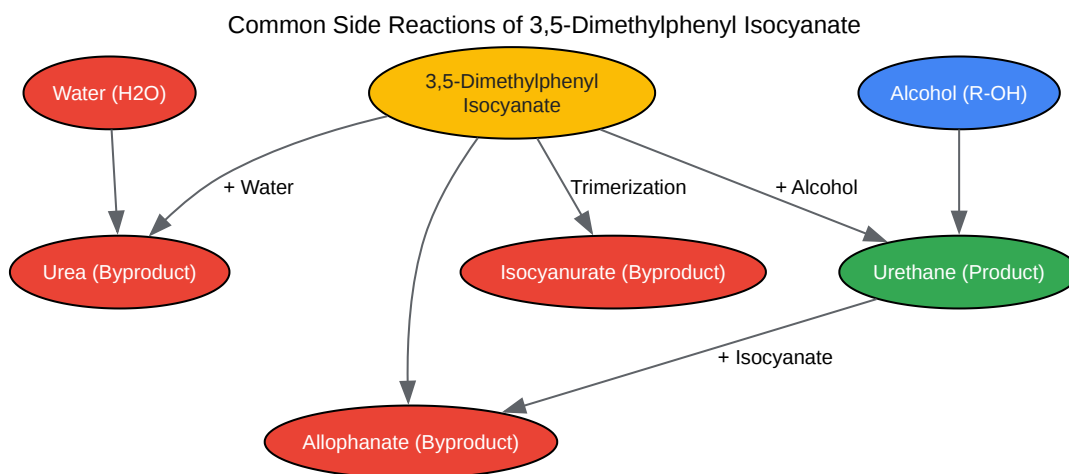 Common Side Reactions of 3,5-Dimethylphenyl Isocyanate
Water (H2O)
3,5-Dimethylphenyl
Isocyanate
Alcohol (R-OH)
+ Water
Trimerization
+ Alcohol
Urea (Byproduct)
Isocyanurate (Byproduct)
Urethane (Product)
+ Isocyanate
Allophanate (Byproduct)